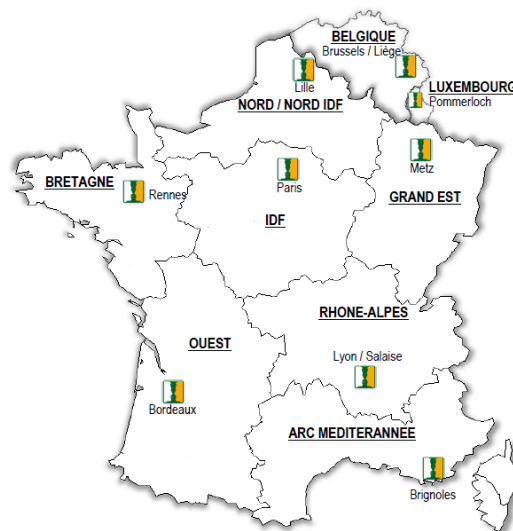 BELGIQUE
Brussels / Liége
Lille
LUXEMBOURG
Pommerloch
NORD / NORD IDF
Metz
BRETAGNE
Rennes
Paris
GRAND EST
IDF
RHONE-ALPES
OUEST
Lyon / Salaise
Bordeaux
ARC MEDITERANNEE
Brignoles